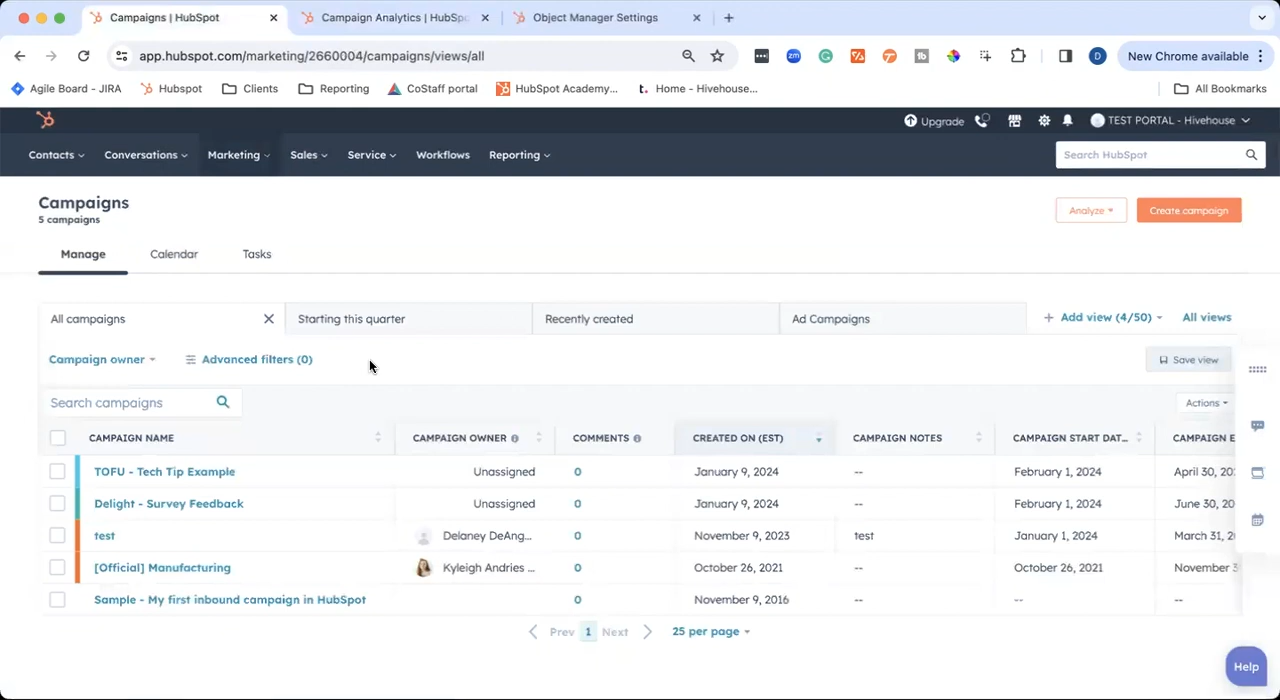 Campaigns | HubSpot
Campaign Analytics | HubSp
Object Manager Settings
app.hubspot.com/marketing/2660004/campaigns/views/all
New Chrome available
Agile Board - JIRA
Hubspot
Clients
Reporting
CoStaff portal
HubSpot Academy...
Home - Hivehouse...
All Bookmarks
Upgrade
TEST PORTAL - Hivehouse
Contacts
Conversations
Marketing
Sales
Service
Workflows
Reporting
Search HubSpot
Campaigns
5 campaigns
Analyze
Create campaign
Manage
Calendar
Tasks
All campaigns
Starting this quarter
Recently created
Ad Campaigns
+ Add view (4/50)
All views
Campaign owner
Advanced filters (0)
Save view
Search campaigns
Actions
CAMPAIGN NAME CAMPAIGN OWNER COMMENTS CREATED ON (EST) CAMPAIGN NOTES CAMPAIGN START DAT... CAMPAIGN E
TOFU - Tech Tip Example Unassigned 0 January 9, 2024 -- February 1, 2024 April 30, 20
Delight - Survey Feedback Unassigned 0 January 9, 2024 -- February 1, 2024 June 30, 20
test Delaney DeAng... 0 November 9, 2023 test January 1, 2024 March 31, 2
[Official] Manufacturing Kyleigh Andries ... 0 October 26, 2021 -- October 26, 2021 November 3
Sample - My first inbound campaign in HubSpot 0 November 9, 2016 -- -- --
Prev 1 Next 25 per page
Help